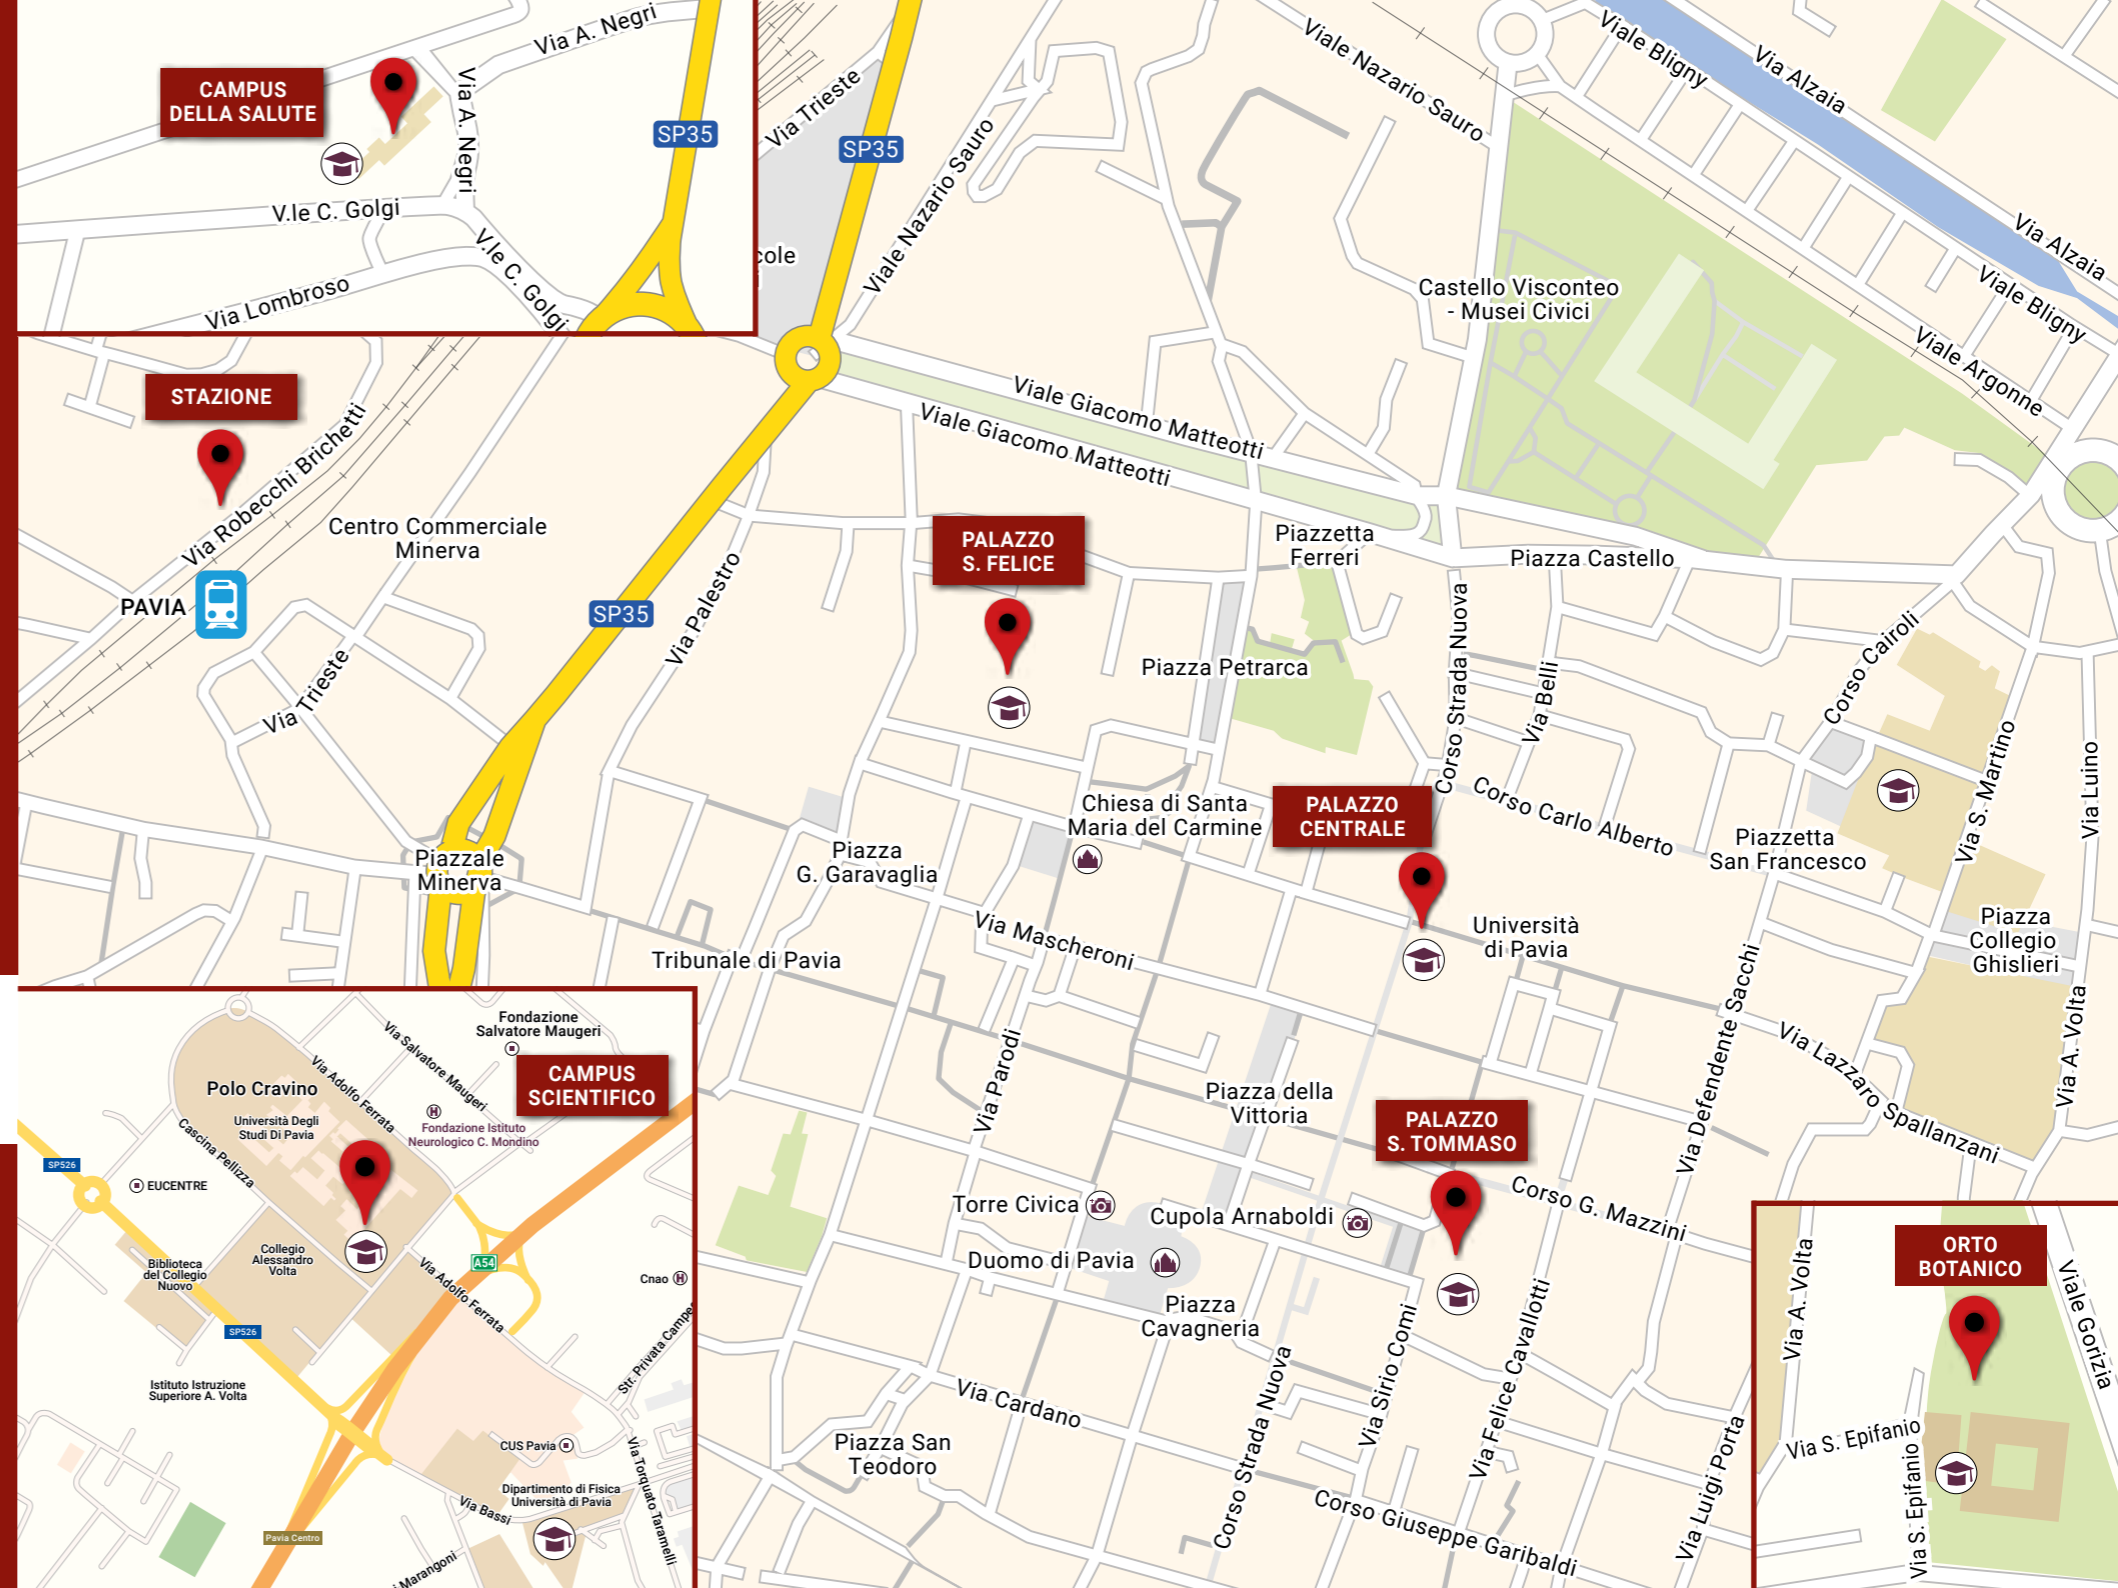 Via A. Negri
CAMPUS
DELLA SALUTE
Via A. Negri
SP35
V.le C. Golgi
V.le C. Golgi
Via Lombroso
Via Trieste
SP35
Viale Nazario Sauro
cole
Viale Nazario Sauro
Viale Bligny
Via Alzaia
Via Alzaia
Viale Bligny
Viale Argonne
Castello Visconteo
- Musei Civici
STAZIONE
Via Robecchi Brichetti
Centro Commerciale
Minerva
PAVIA
Via Trieste
SP35
Via Palestro
Viale Giacomo Matteotti
Viale Giacomo Matteotti
PALAZZO
S. FELICE
Piazzetta
Ferreri
Piazza Castello
Piazza Petrarca
Corso Strada Nuova
Via Belli
Corso Cairoli
Via S. Martino
Via Luino
Piazzale
Minerva
Piazza
G. Garavaglia
Chiesa di Santa
Maria del Carmine
PALAZZO
CENTRALE
Corso Carlo Alberto
Piazzetta
San Francesco
Piazza
Collegio
Ghislieri
Università
di Pavia
Via Mascheroni
Tribunale di Pavia
Via Defendente Sacchi
Via Lazzaro Spallanzani
Via A. Volta
Via Parodi
Piazza della
Vittoria
PALAZZO
S. TOMMASO
Corso G. Mazzini
Torre Civica
Cupola Arnaboldi
Duomo di Pavia
Piazza
Cavagneria
Via Cardano
Piazza San
Teodoro
Corso Strada Nuova
Via Sirio Comi
Via Felice Cavallotti
Corso Giuseppe Garibaldi
Via Luigi Porta
Fondazione
Salvatore Maugeri
Via Salvatore Maugeri
CAMPUS
SCIENTIFICO
Polo Cravino
Via Adolfo Ferrata
Università Degli
Studi Di Pavia
Fondazione Istituto
Neurologico C. Mondino
H
Cascina Pellizza
SP526
EUCENTRE
Collegio
Alessandro
Volta
Biblioteca
del Collegio
Nuovo
A54
Via Adolfo Ferrata
Cnao
H
SP526
Str. Privata Campe
Istituto Istruzione
Superiore A. Volta
CUS Pavia
Via Torquato Taramelli
Dipartimento di Fisica
Università di Pavia
Via Bassi
Pavia Centro
i Marangoni
ORTO
BOTANICO
Via A. Volta
Viale Gorizia
Via S. Epifanio
Via S. Epifanio